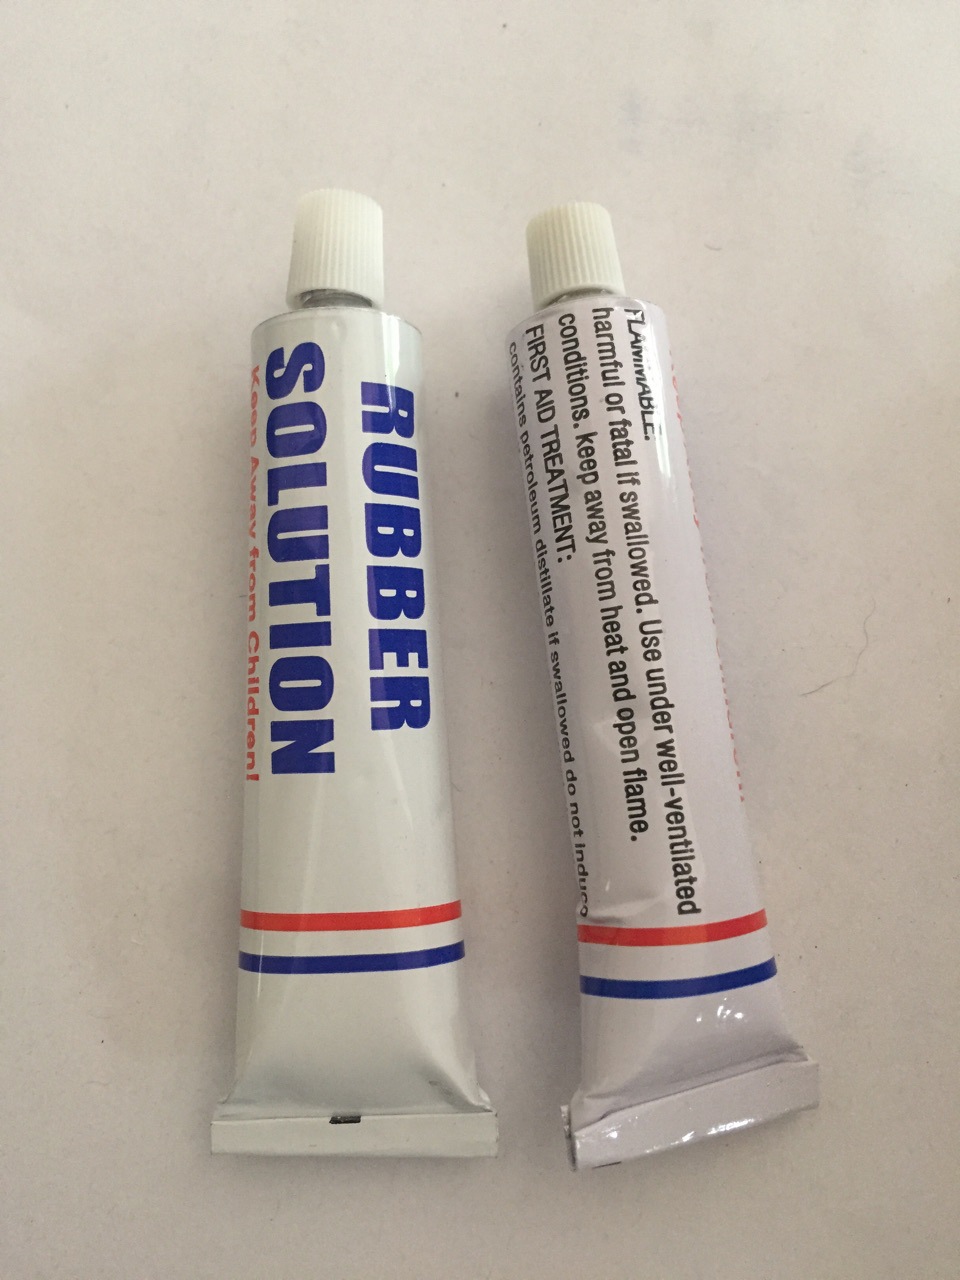 RUBBER
SOLUTION
Keep Away from Children!
FLAMMABLE.
harmful or fatal if swallowed. Use under well-ventilated
conditions. keep away from heat and open flame.
FIRST AID TREATMENT:
contains petroleum distillate if swallowed do not induce